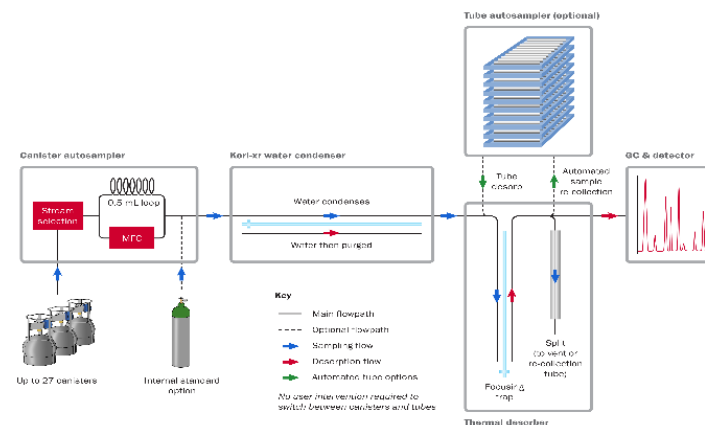 Tube autosampler (optional)
Canister autosampler
Kori-xr water condenser
GC & detector
Tube
desorb
Automated
sample
re-collection
0.5 mL loop
Stream
selection
MFC
Water condenses
Water then purged
Key
Main flowpath
Optional flowpath
Sampling flow
Desorption flow
Automated tube options
No user intervention required to
switch between canisters and tubes
Up to 27 canisters
Internal standard
option
Split
(to vent or
re-collection
tube)
Focusing
trap
Thermal desorber